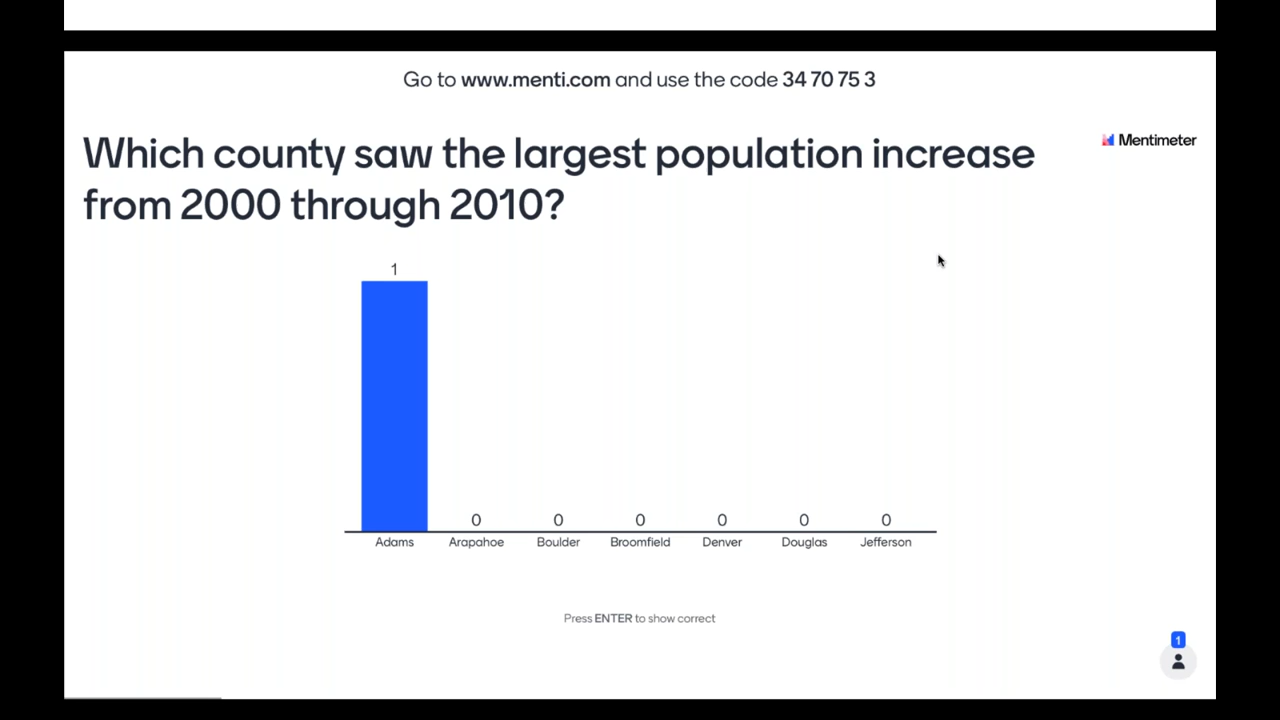 Go to www.menti.com and use the code 34 70 75 3
Mentimeter
Which county saw the largest population increase
from 2000 through 2010?
1
0 0 0 0 0 0
Adams Arapahoe Boulder Broomfield Denver Douglas Jefferson
Press ENTER to show correct
1